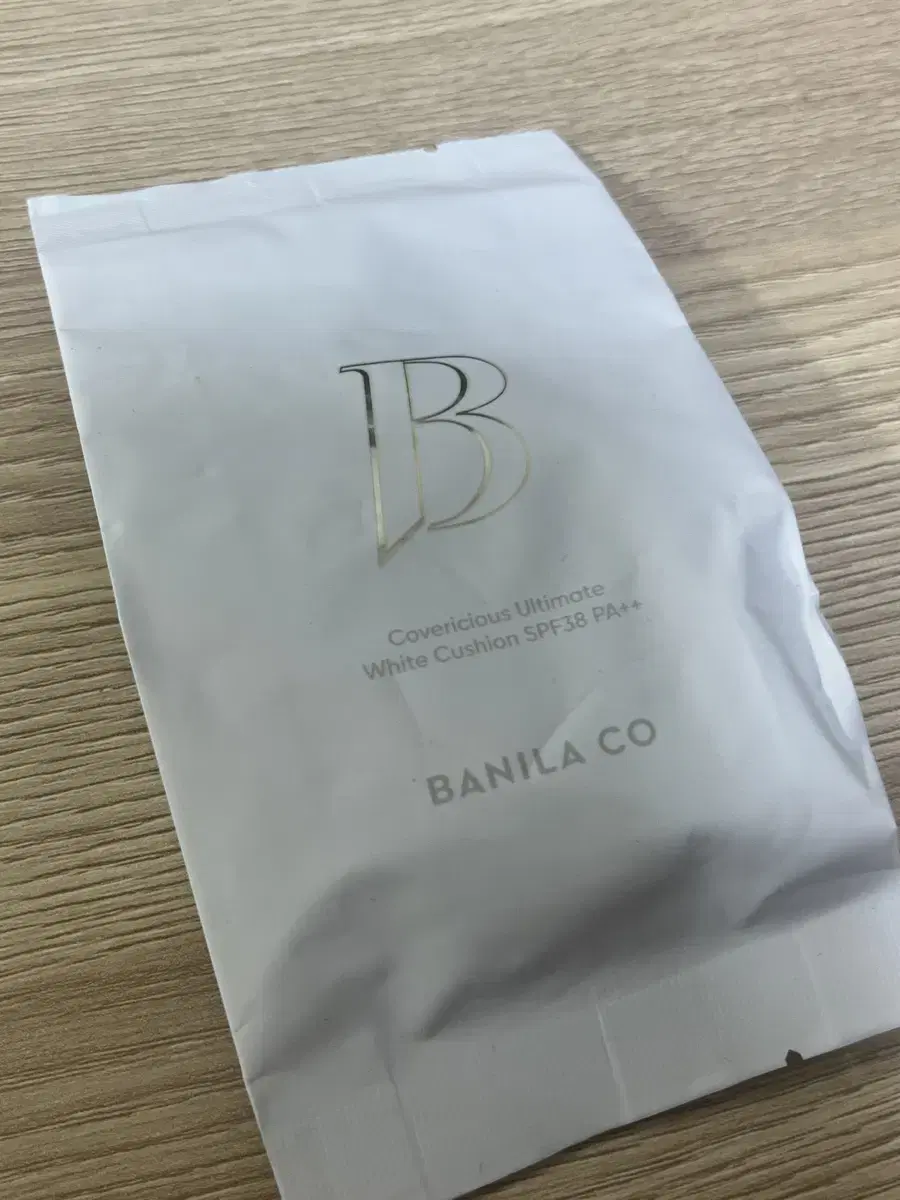 B
Covericious Ultimate
White Cushion SPF38 PA++
BANILA CO